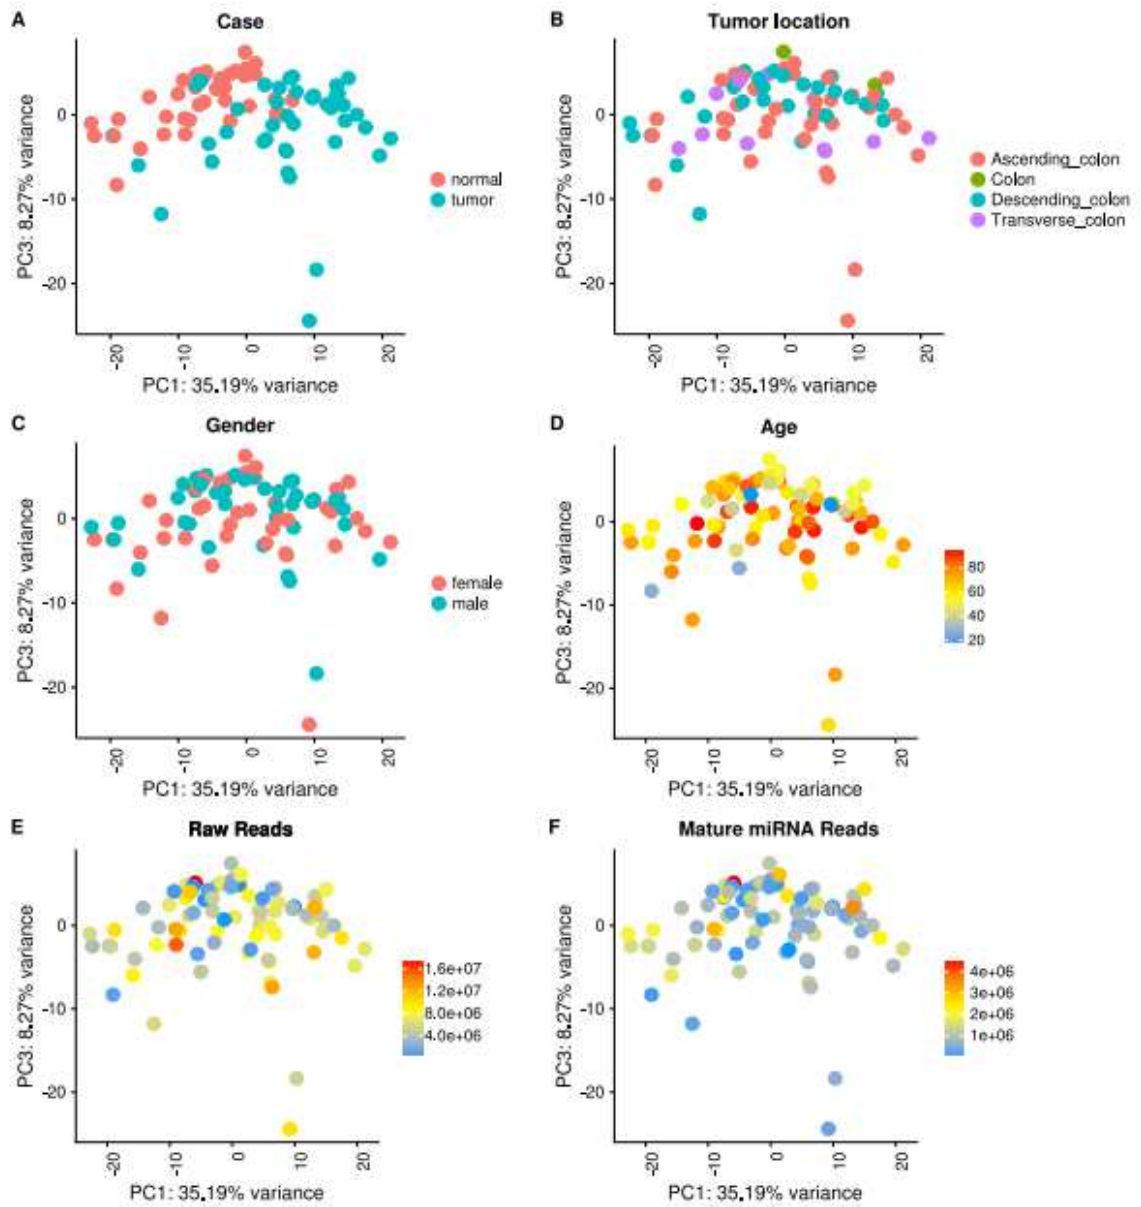 A
Case
PC3: 8.27% variance
0
-10
-20
-20
-10
0
10
20
PC1: 35.19% variance
normal
tumor
B
Tumor location
PC3: 8.27% variance
0
-10
-20
-20
-10
0
10
20
PC1: 35.19% variance
Ascending_colon
Colon
Descending_colon
Transverse_colon
C
Gender
PC3: 8.27% variance
0
-10
-20
-20
-10
0
10
20
PC1: 35.19% variance
female
male
D
Age
PC3: 8.27% variance
0
-10
-20
-20
-10
0
10
20
PC1: 35.19% variance
80
60
40
20
E
Raw Reads
PC3: 8.27% variance
0
-10
-20
-20
-10
0
10
20
PC1: 35.19% variance
1.6e+07
1.2e+07
8.0e+06
4.0e+06
F
Mature miRNA Reads
PC3: 8.27% variance
0
-10
-20
-20
-10
0
10
20
PC1: 35.19% variance
4e+06
3e+06
2e+06
1e+06